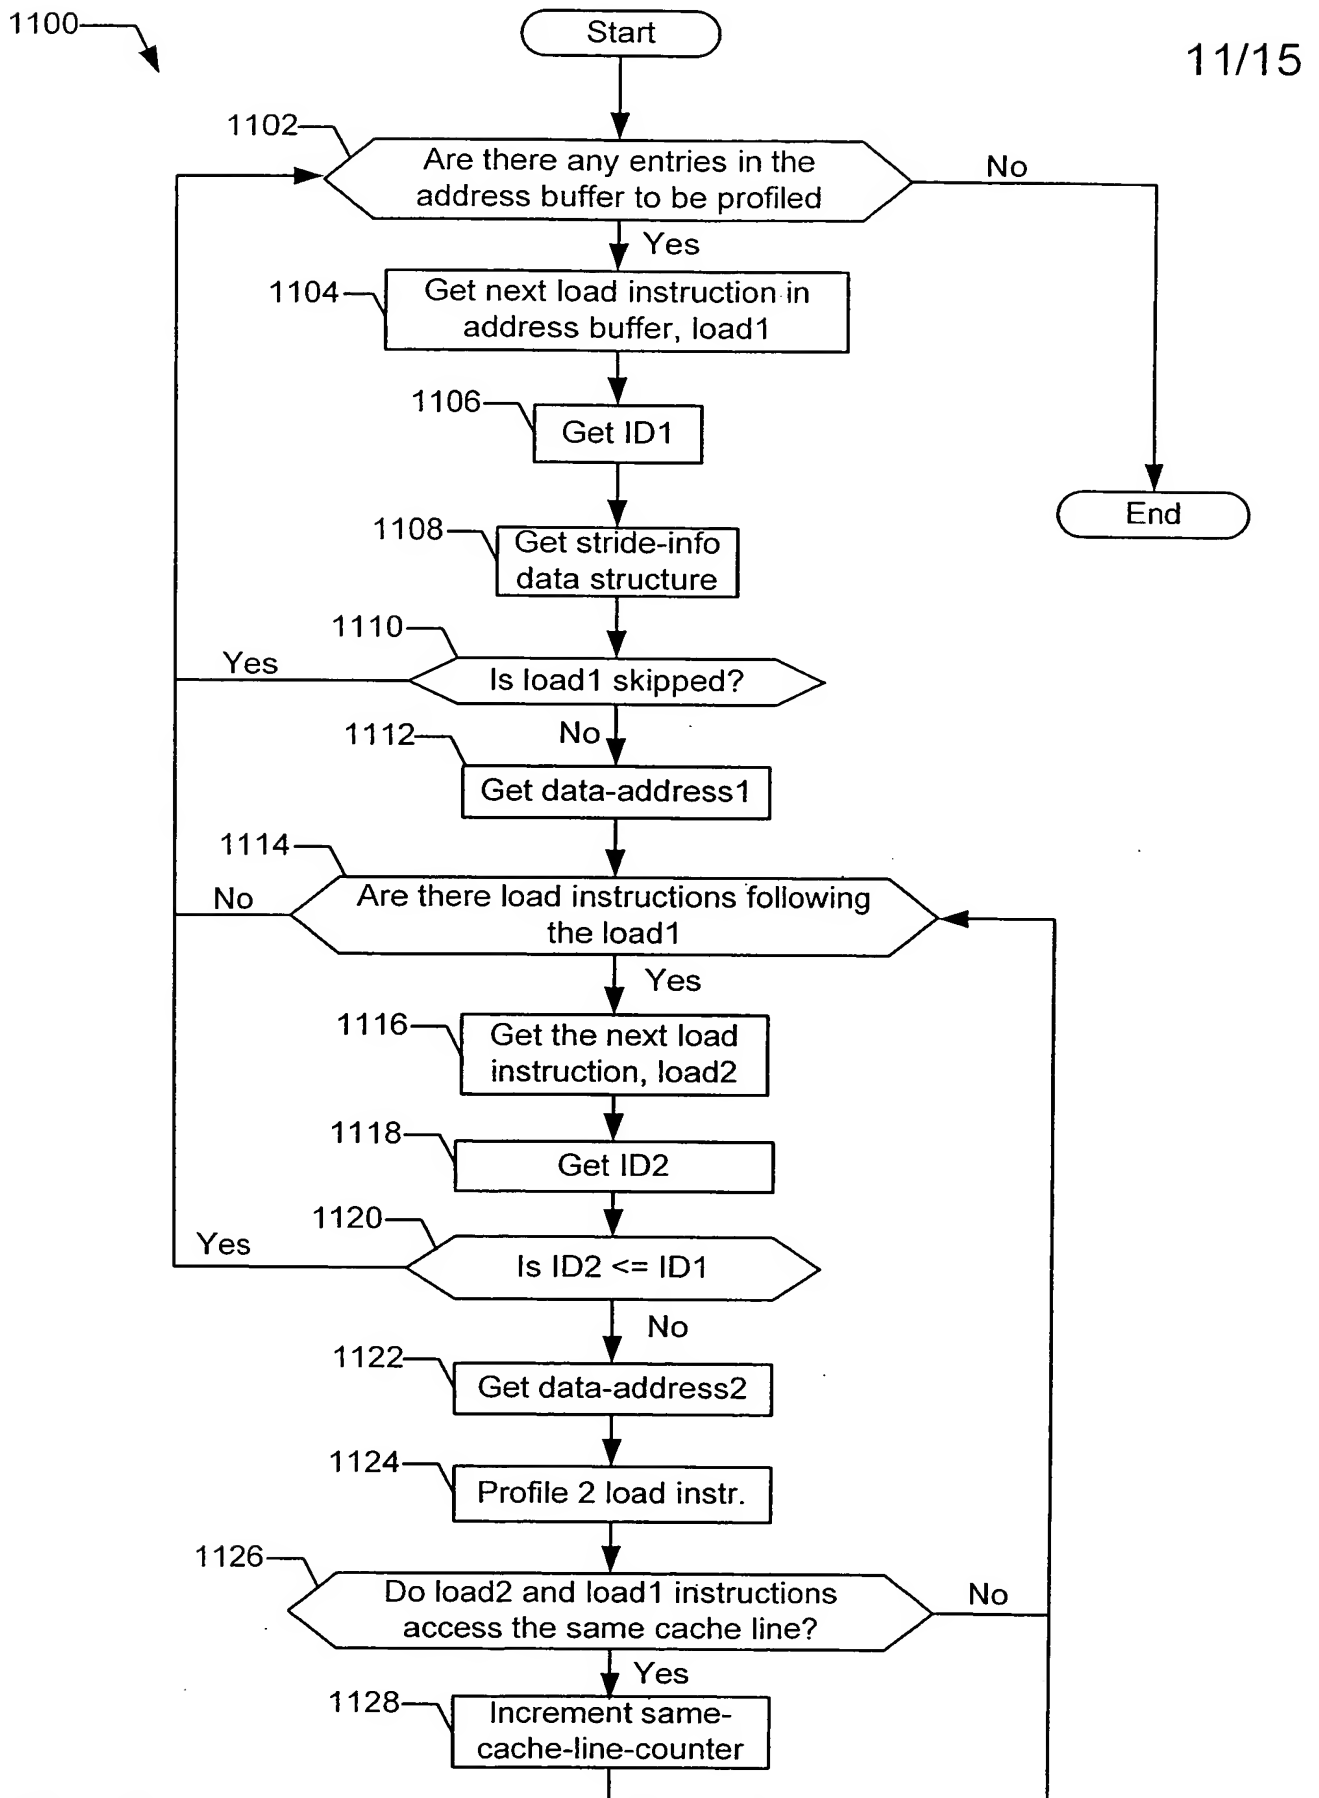 1100
Start
11/15
1102
Are there any entries in the
address buffer to be profiled
No
Yes
1104
Get next load instruction in
address buffer, load1
1106
Get ID1
End
1108
Get stride-info
data structure
1110
Yes
Is load1 skipped?
No
1112
Get data-address1
1114
Are there load instructions following
the load1
No
Yes
1116
Get the next load
instruction, load2
1118
Get ID2
1120
Yes
Is ID2 <= ID1
No
1122
Get data-address2
1124
Profile 2 load instr.
1126
Do load2 and load1 instructions
access the same cache line?
No
Yes
1128
Increment same-
cache-line-counter